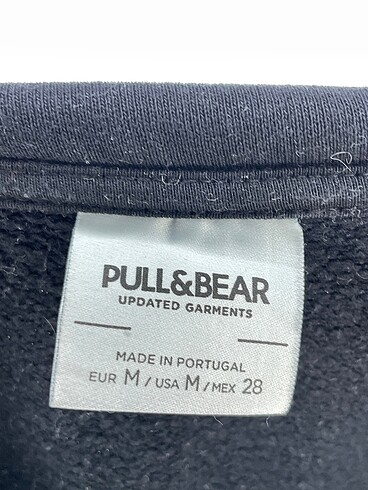 PULL&BEAR
UPDATED GARMENTS
MADE IN PORTUGAL
EUR M / USA M / MEX 28